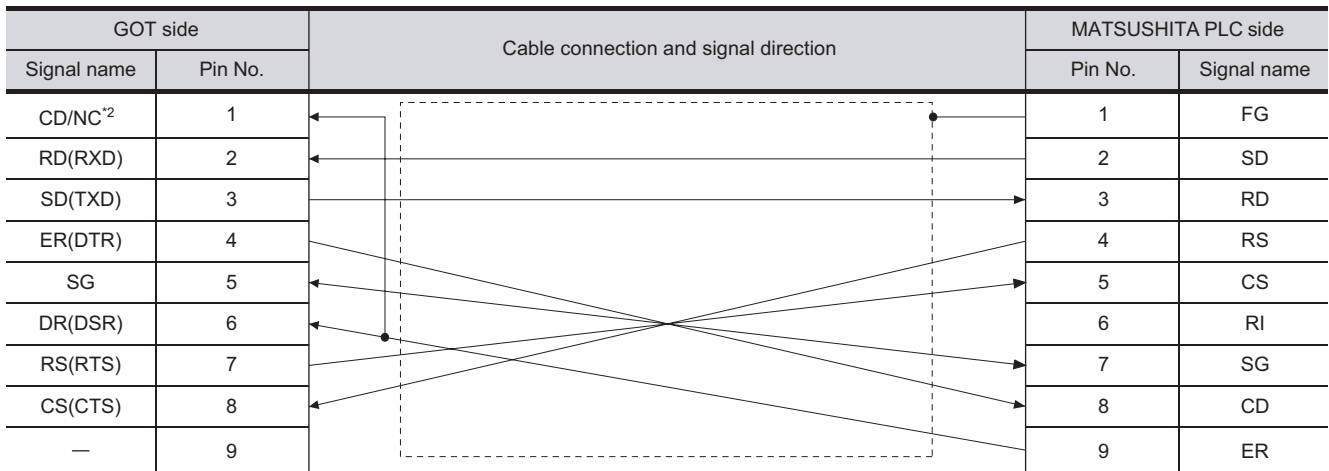 GOT side Cable connection and signal direction MATSUSHITA PLC side
Signal name Pin No. Pin No. Signal name
CD/NC*2 1 1 FG
RD(RXD) 2 2 SD
SD(TXD) 3 3 RD
ER(DTR) 4 4 RS
SG 5 5 CS
DR(DSR) 6 6 RI
RS(RTS) 7 7 SG
CS(CTS) 8 8 CD
— 9 9 ER